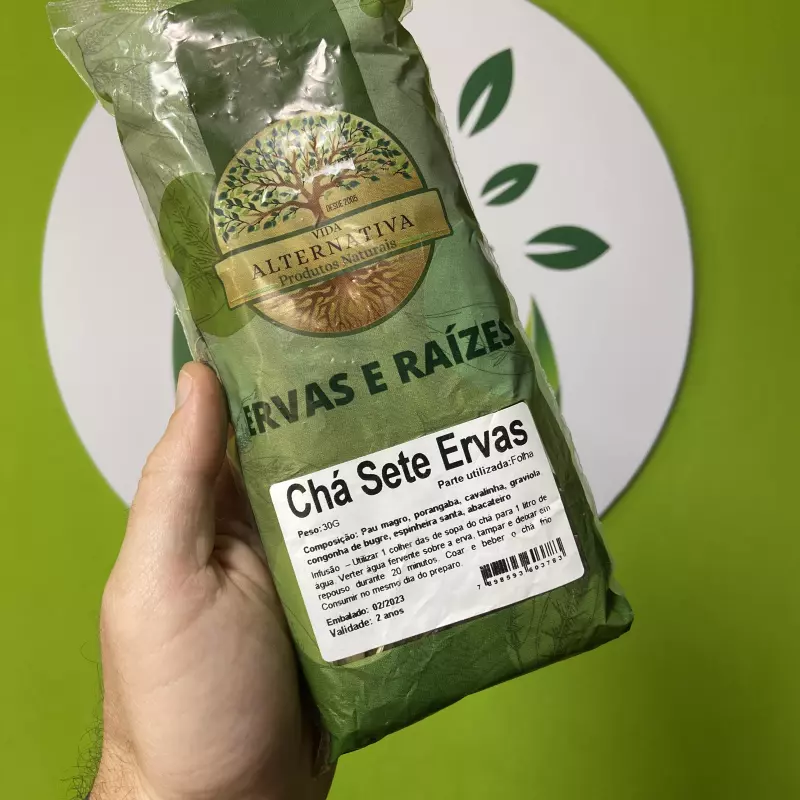 DESDE 2005
VIDA
ALTERNATIVA
Produtos Naturais
ERVAS E RAÍZES
Chá Sete Ervas
Parte utilizada:Folha
Peso:30G
Composição: Pau magro, porangaba, cavalinha, graviola
congonha de bugre, espinheira santa, abacateiro
Infusão – Utilizar 1 colher das de sopa do chá para 1 litro de
água. Verter água fervente sobre a erva, tampar e deixar em
repouso durante 20 minutos. Coar e beber o chá frio
Consumir no mesmo dia do preparo.
Embalado: 02/2023
Validade: 2 anos